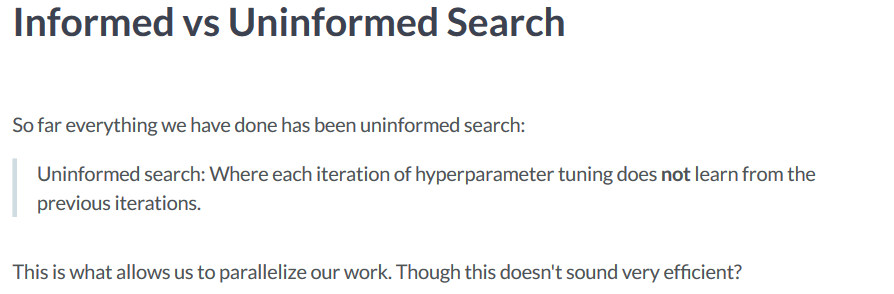 Informed vs Uninformed Search
So far everything we have done has been uninformed search:
Uninformed search: Where each iteration of hyperparameter tuning does not learn from the
previous iterations.
This is what allows us to parallelize our work. Though this doesn't sound very efficient?